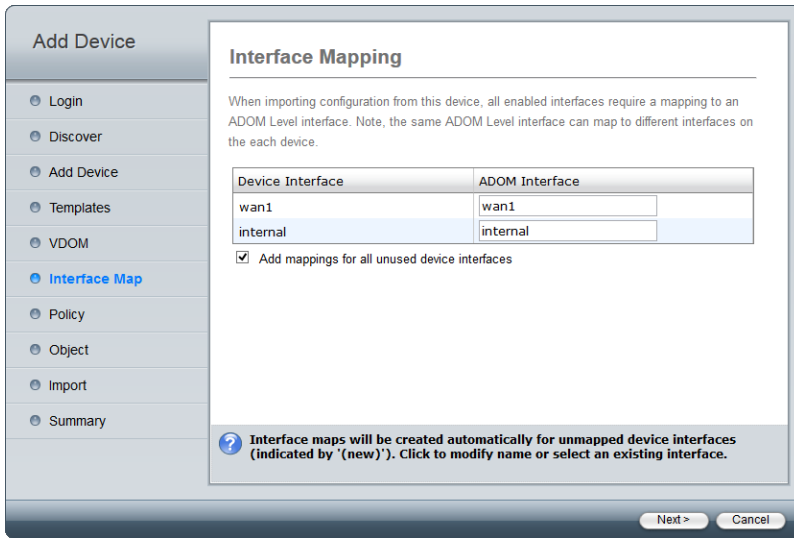 Add Device
Login
Discover
Add Device
Templates
VDOM
Interface Map
Policy
Object
Import
Summary
Interface Mapping
When importing configuration from this device, all enabled interfaces require a mapping to an
ADOM Level interface. Note, the same ADOM Level interface can map to different interfaces on
the each device.
Device Interface ADOM Interface
wan1 wan1
internal internal
Add mappings for all unused device interfaces
? Interface maps will be created automatically for unmapped device interfaces
(indicated by '(new)'). Click to modify name or select an existing interface.
Next > Cancel